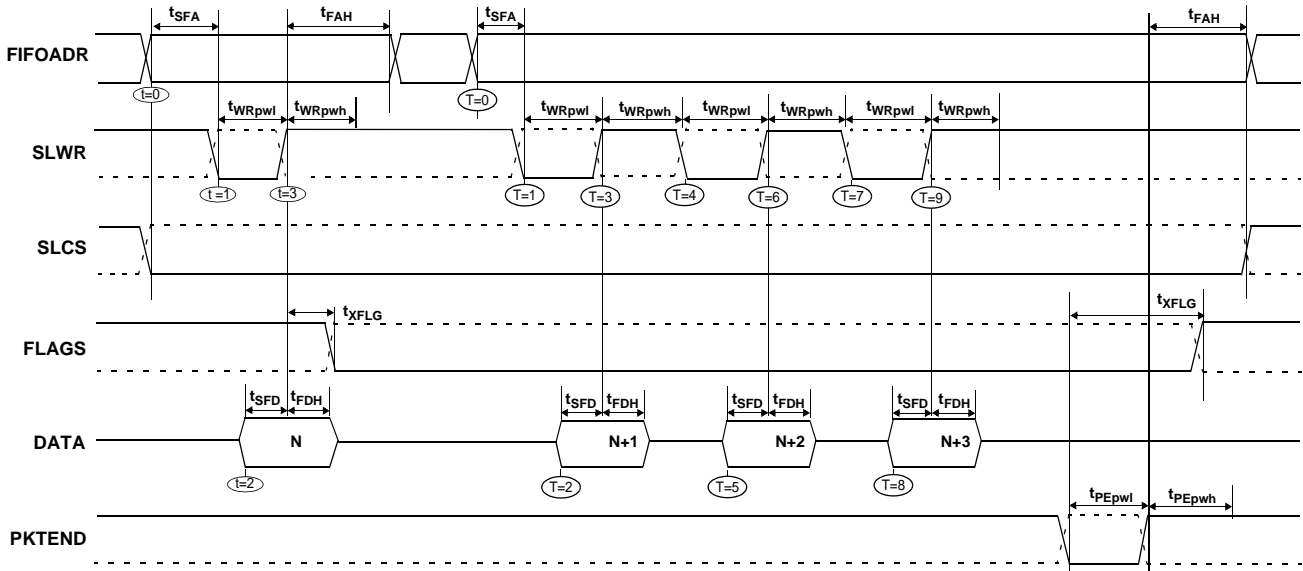 tSFA tFAH tSFA tFAH
FIFOADR
t=0 T=0
tWRpwl tWRpwh tWRpwl tWRpwh tWRpwl tWRpwh tWRpwl tWRpwh
SLWR
t =1 t=3 T=1 T=3 T=4 T=6 T=7 T=9
SLCS
tXFLG tXFLG
FLAGS
tSFD tFDH tSFD tFDH tSFD tFDH tSFD tFDH
DATA N N+1 N+2 N+3
t=2 T=2 T=5 T=8
tPEpwl tPEpwh
PKTEND